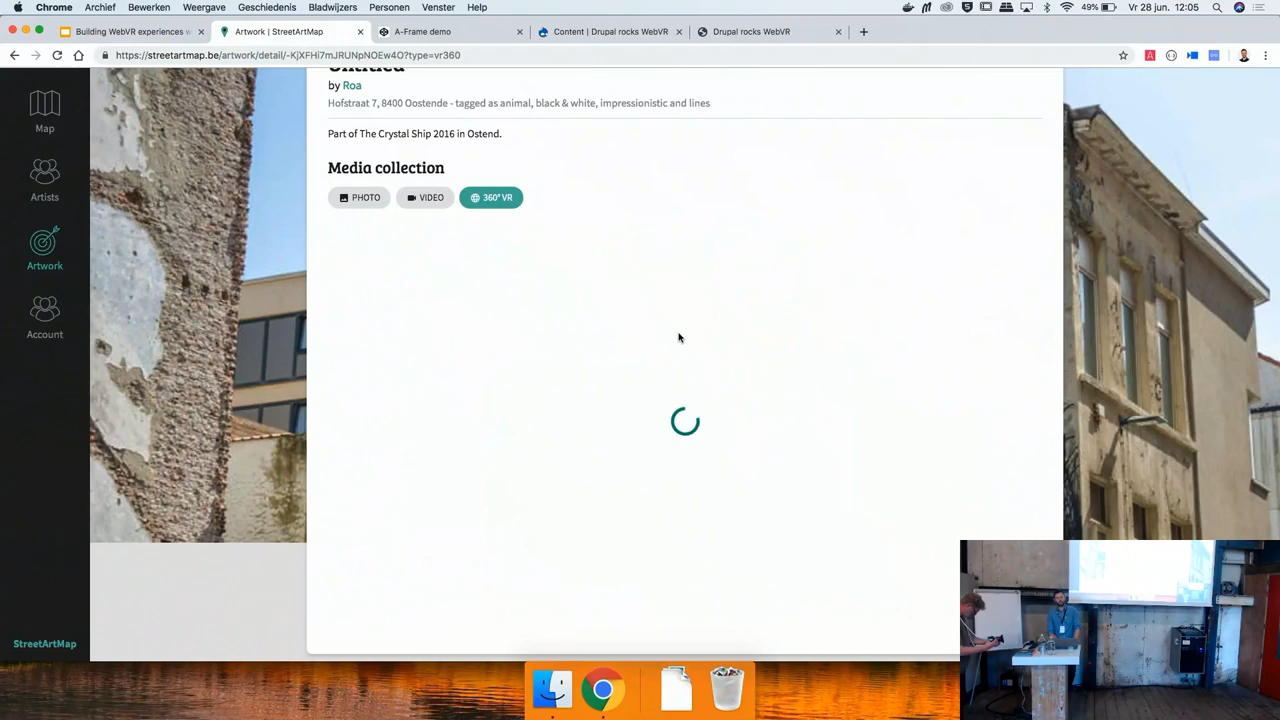 Chrome Archief Bewerken Weergave Geschiedenis Bladwijzers Personen Venster Help 49% Vr 28 jun. 12:05
Building WebVR experiences w Artwork | StreetArtMap A-Frame demo Content | Drupal rocks WebVR Drupal rocks WebVR
https://streetartmap.be/artwork/detail/-KjXFHi7mJRUNpNOEw4O?type=vr360
Map
Artists
Artwork
Account
StreetArtMap
Untitled
by Roa
Hofstraat 7, 8400 Oostende - tagged as animal, black & white, impressionistic and lines
Part of The Crystal Ship 2016 in Ostend.
Media collection
PHOTO VIDEO 360° VR